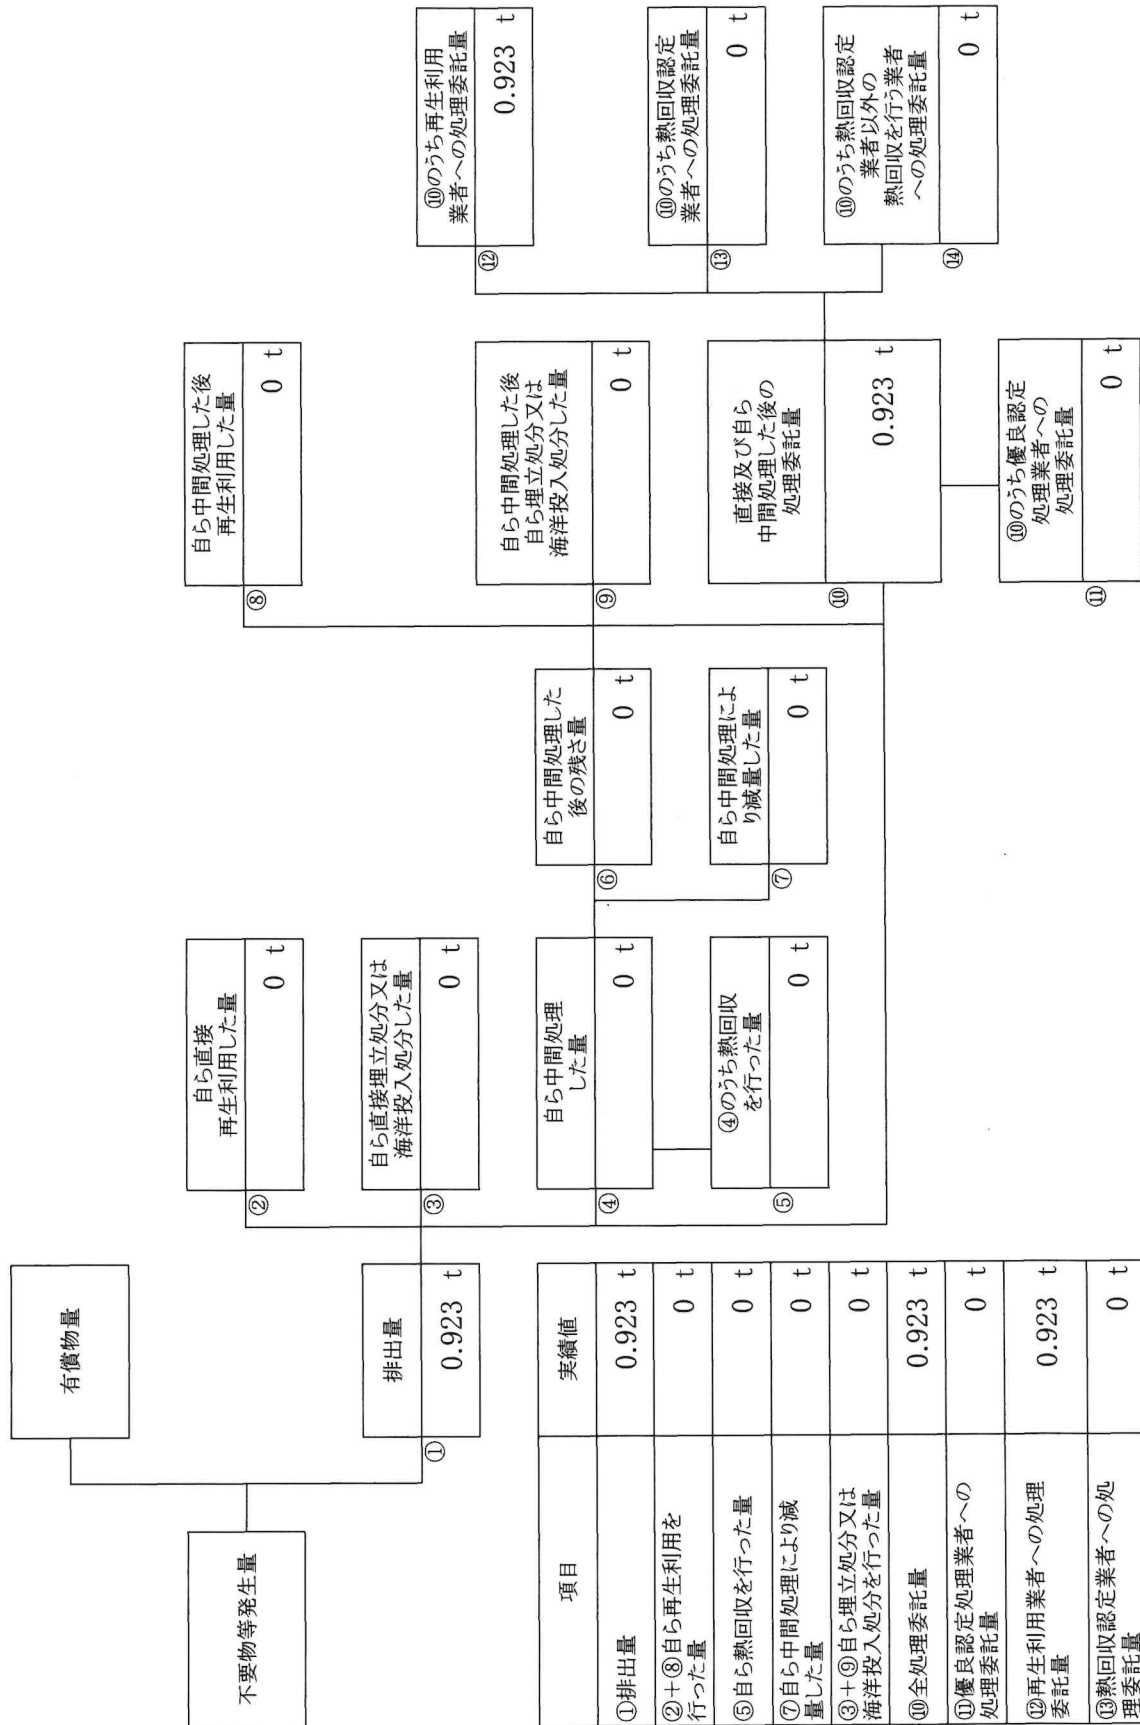 不要物等発生量
有償物量
①
排出量
0.923 t
②
自ら直接
再生利用した量
0 t
③
自ら直接埋立処分又は
海洋投入処分した量
0 t
④
自ら中間処理
した量
0 t
⑤
④のうち熱回収
を行った量
0 t
⑥
自ら中間処理した
後の残さ量
0 t
⑦
自ら中間処理によ
り減量した量
0 t
⑧
自ら中間処理した後
再生利用した量
0 t
⑨
自ら中間処理した後
自ら埋立処分又は
海洋投入処分した量
0 t
⑩
直接及び自ら
中間処理した後の
処理委託量
0.923 t
⑪
⑩のうち優良認定
処理業者への
処理委託量
0 t
⑫
⑩のうち再生利用
業者への処理委託量
0.923 t
⑬
⑩のうち熱回収認定
業者への処理委託量
0 t
⑭
⑩のうち熱回収認定
業者以外の
熱回収を行う業者
への処理委託量
0 t
項目 実績値
①排出量 0.923 t
②+⑧自ら再生利用を
行った量 0 t
⑤自ら熱回収を行った量 0 t
⑦自ら中間処理により減
量した量 0 t
③+⑨自ら埋立処分又は
海洋投入処分を行った量 0 t
⑩全処理委託量 0.923 t
⑪優良認定処理業者への
処理委託量 0 t
⑫再生利用業者への処理
委託量 0.923 t
⑬熱回収認定業者への処
理委託量 0 t